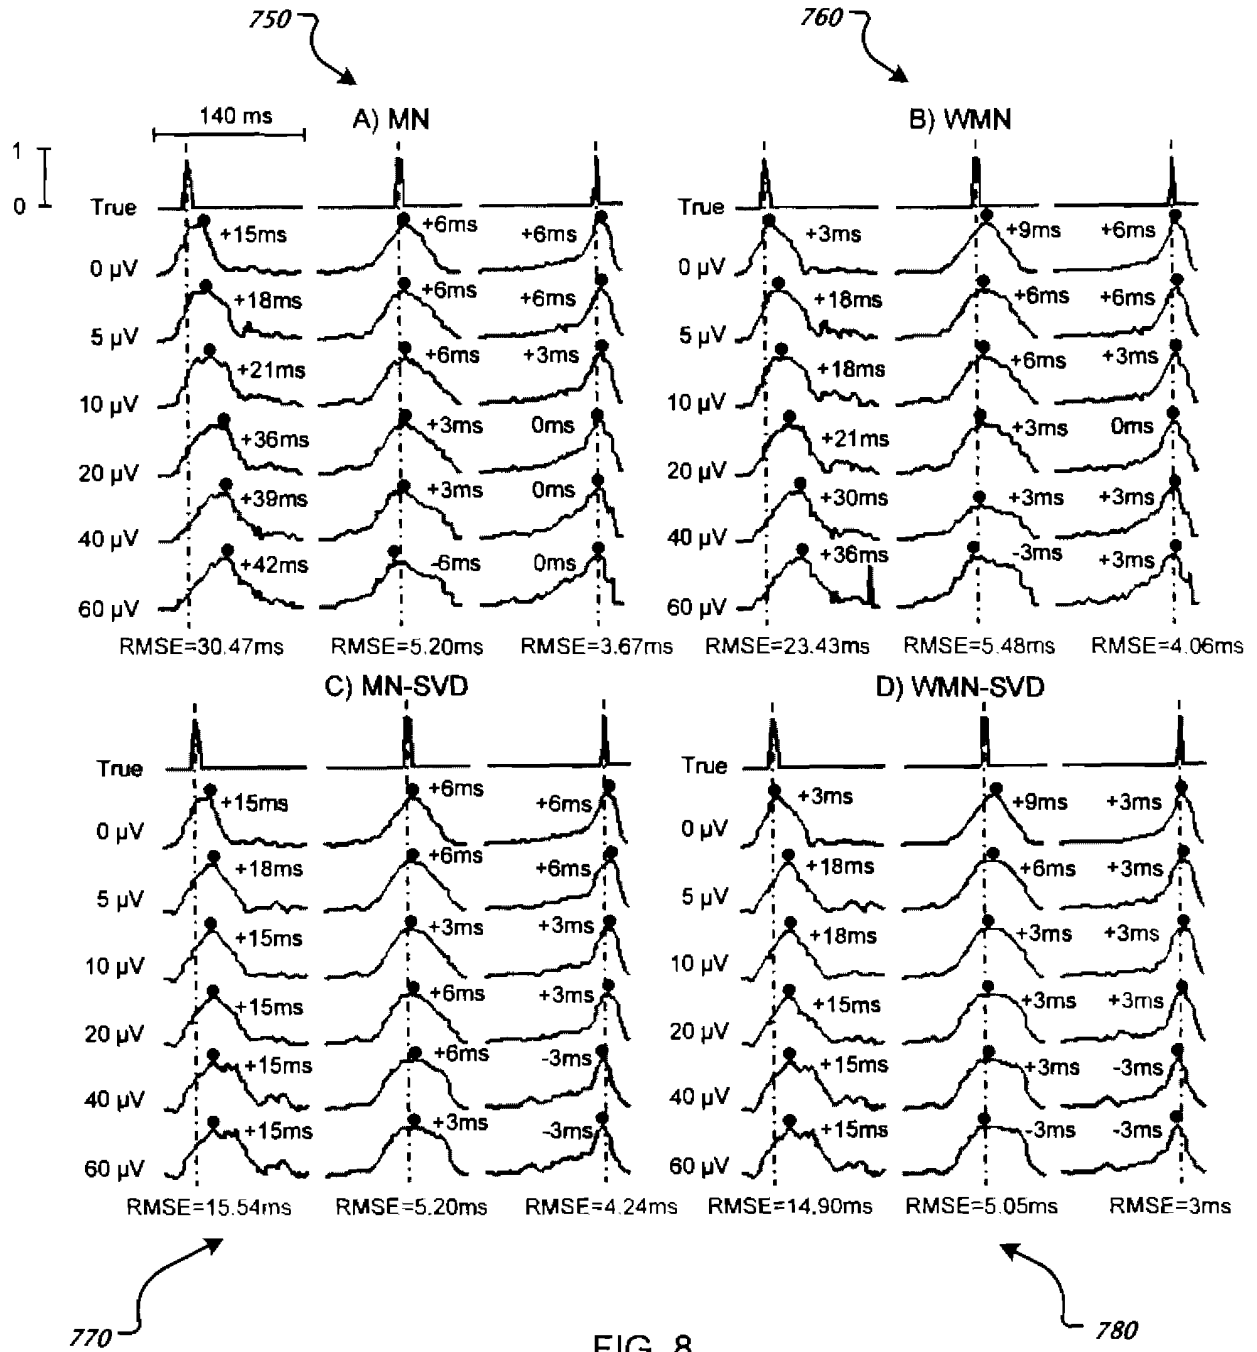 750
760
140 ms
A) MN
B) WMN
1
0
True
True
+15ms
+6ms
+6ms
0 µV
+3ms
+9ms
+6ms
0 µV
+18ms
+6ms
+6ms
5 µV
+18ms
+6ms
+6ms
5 µV
+21ms
+6ms
+3ms
10 µV
+18ms
+6ms
+3ms
10 µV
+36ms
+3ms
0ms
20 µV
+21ms
+3ms
0ms
20 µV
+39ms
+3ms
0ms
40 µV
+30ms
+3ms
+3ms
40 µV
+42ms
-6ms
0ms
60 µV
+36ms
-3ms
+3ms
60 µV
RMSE=30.47ms
RMSE=5.20ms
RMSE=3.67ms
RMSE=23.43ms
RMSE=5.48ms
RMSE=4.06ms
C) MN-SVD
D) WMN-SVD
True
True
+15ms
+6ms
+6ms
0 µV
+3ms
+9ms
+3ms
0 µV
+18ms
+6ms
+6ms
5 µV
+18ms
+6ms
+3ms
5 µV
+15ms
+3ms
+3ms
10 µV
+18ms
+3ms
+3ms
10 µV
+15ms
+6ms
+3ms
20 µV
+15ms
+3ms
+3ms
20 µV
+15ms
+6ms
-3ms
40 µV
+15ms
+3ms
-3ms
40 µV
+15ms
+3ms
-3ms
60 µV
+15ms
-3ms
-3ms
60 µV
RMSE=15.54ms
RMSE=5.20ms
RMSE=4.24ms
RMSE=14.90ms
RMSE=5.05ms
RMSE=3ms
770
780
FIG. 8